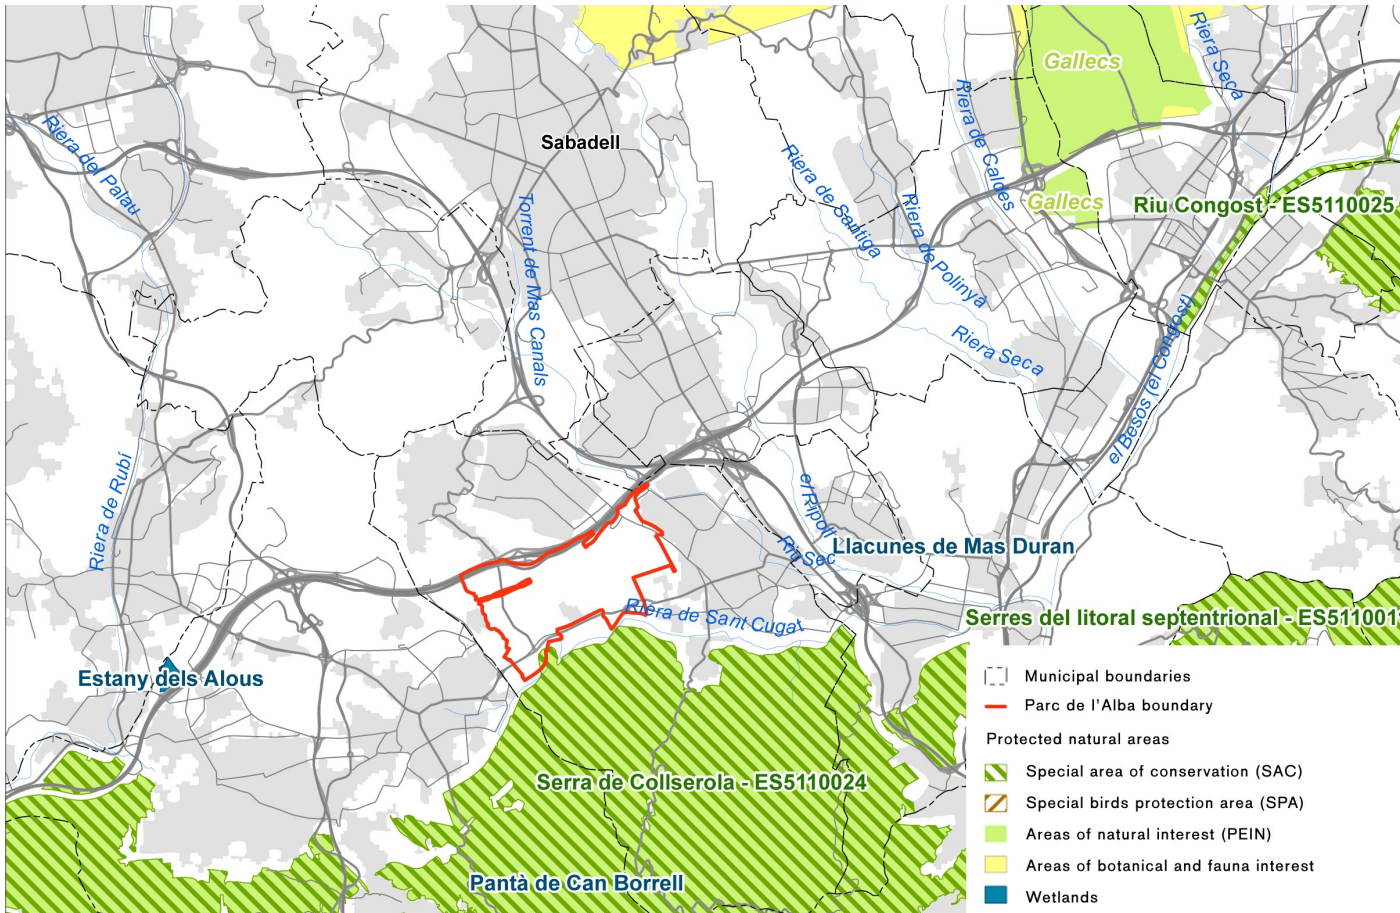 Gallecs
Riera Seca
Riera de Caldes
Sabadell
Riera del Palau
Riera de Santiga
Riera de Polinyà
Torrent de Mas Canals
Gallecs
Riu Congost - ES5110025
Riera Seca
el Besòs (el Congost)
Riera de Rubí
el Ripoll
Riu Sec
Llacunes de Mas Duran
Riera de Sant Cugat
Serres del litoral septentrional - ES511001
Estany dels Alous
Serra de Collserola - ES5110024
Pantà de Can Borrell
Municipal boundaries
Parc de l'Alba boundary
Protected natural areas
Special area of conservation (SAC)
Special birds protection area (SPA)
Areas of natural interest (PEIN)
Areas of botanical and fauna interest
Wetlands